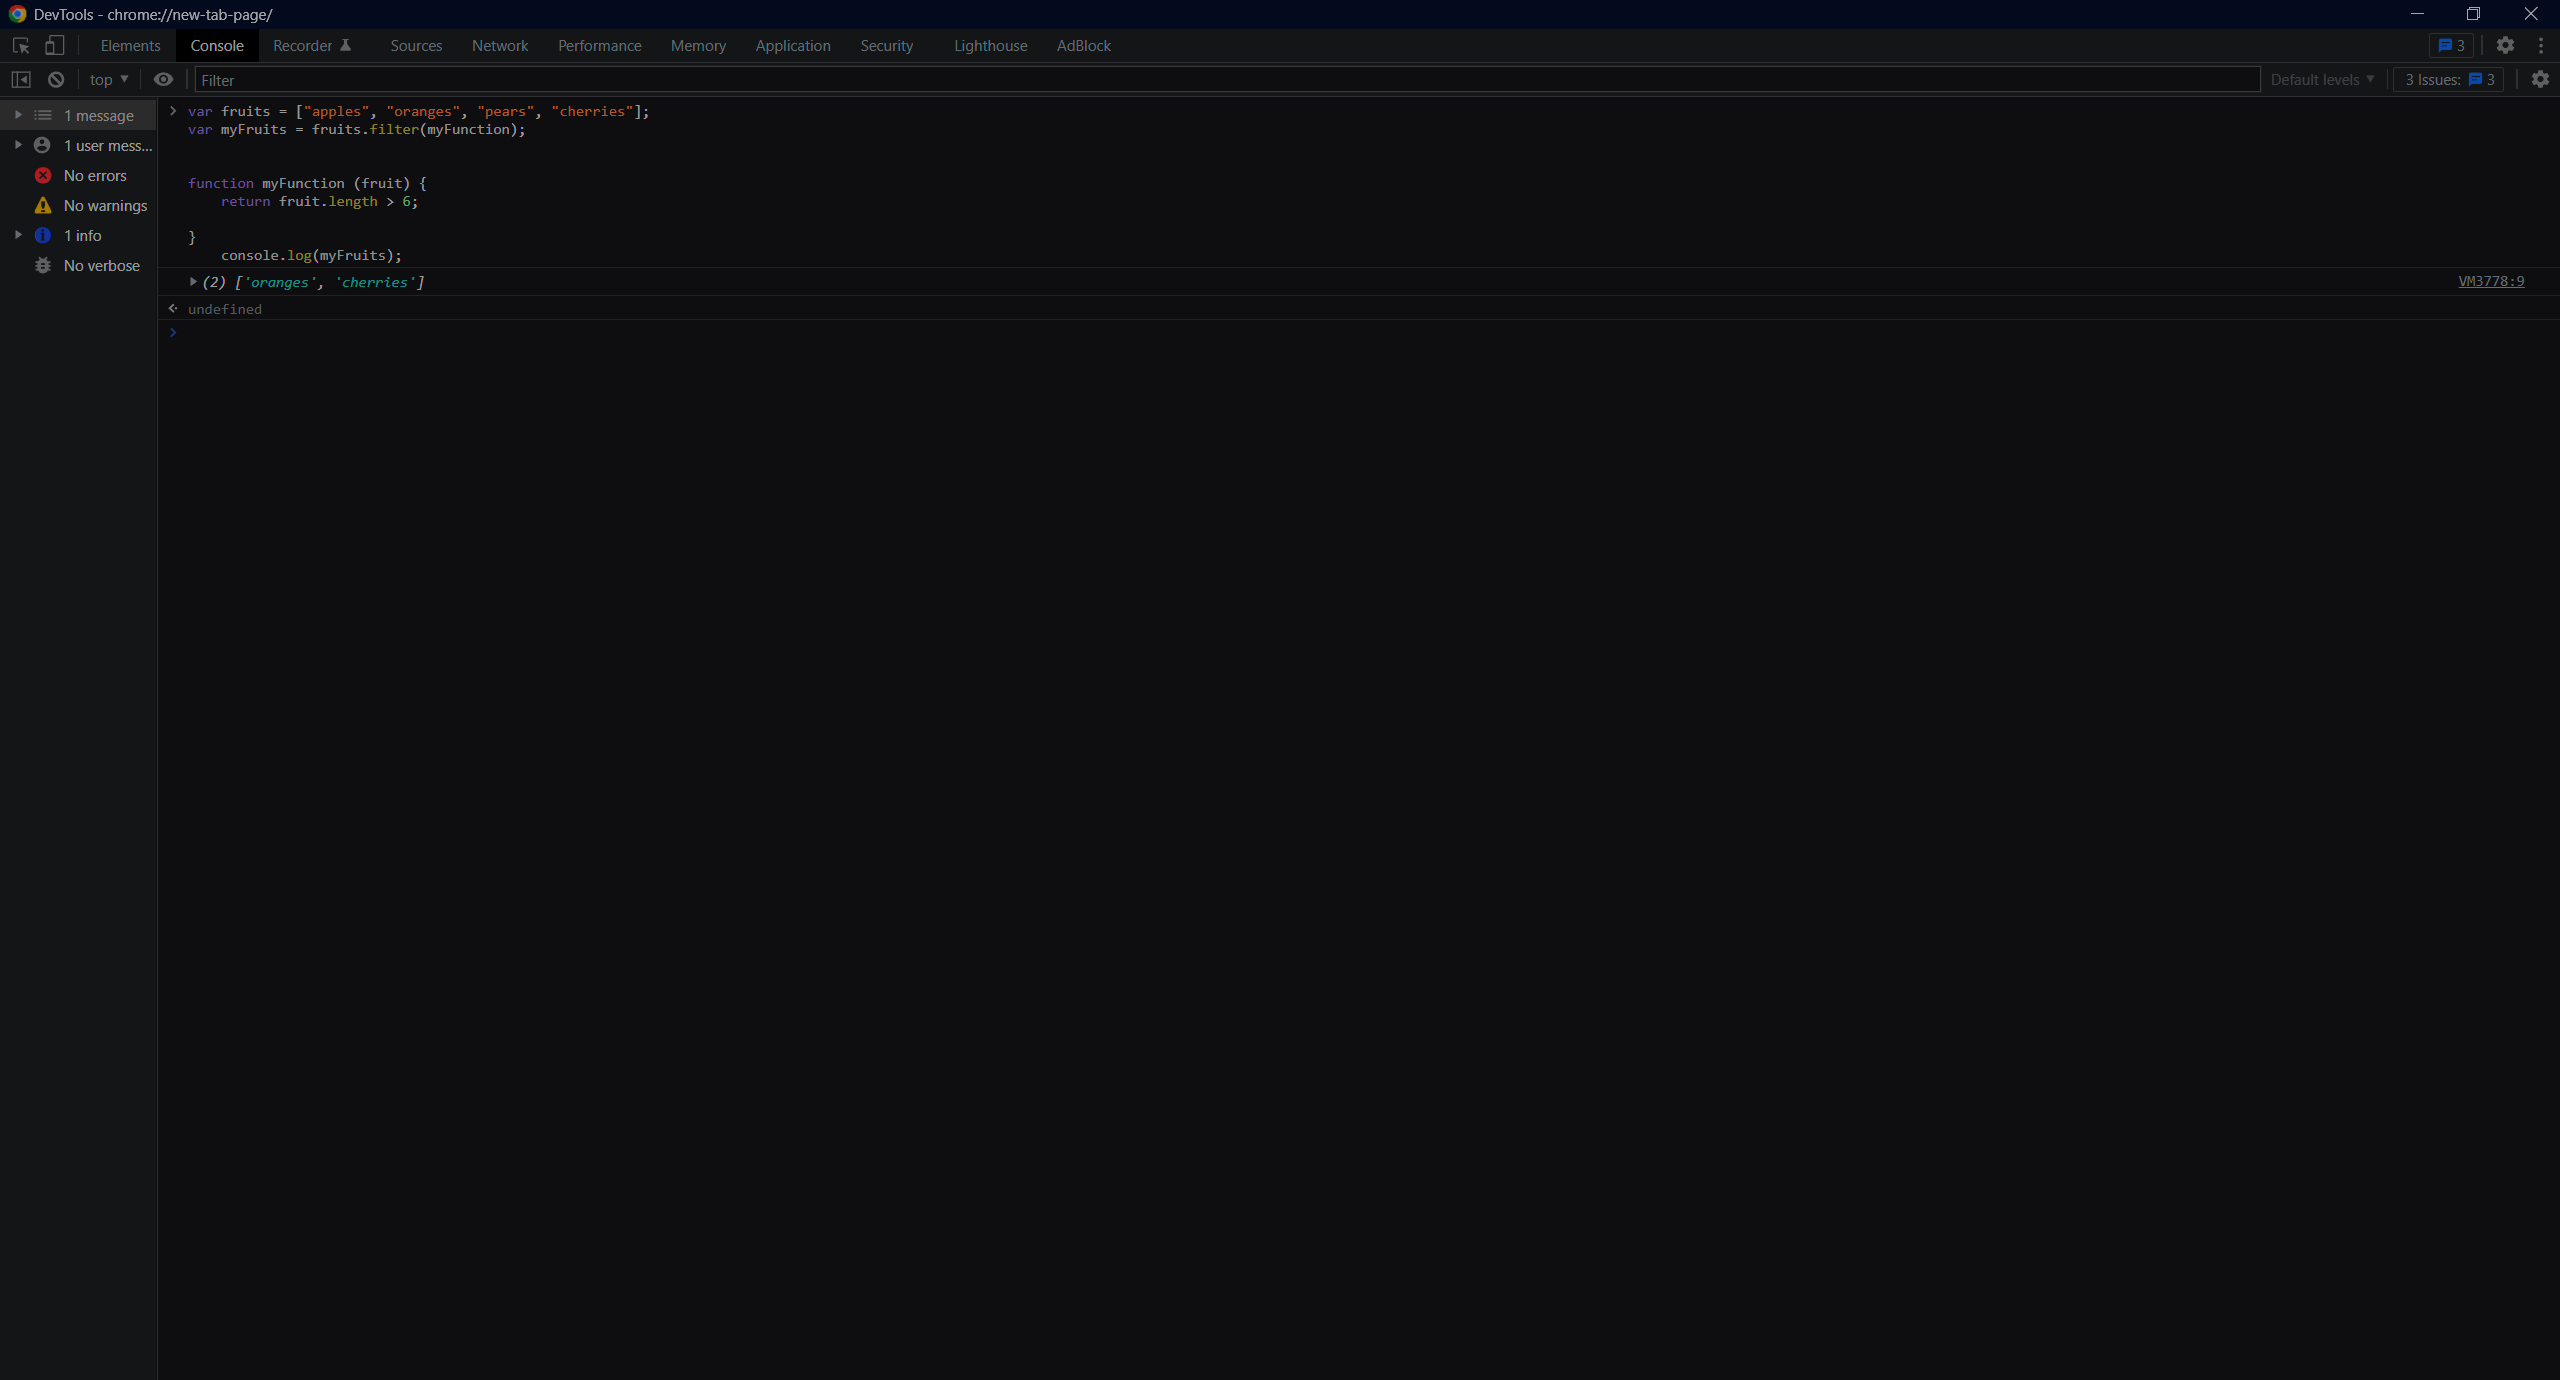 DevTools - chrome://new-tab-page/
Elements Console Recorder Sources Network Performance Memory Application Security Lighthouse AdBlock 3
top Filter Default levels 3 Issues: 3
1 message
1 user mess...
No errors
No warnings
1 info
No verbose
> var fruits = ["apples", "oranges", "pears", "cherries"];
var myFruits = fruits.filter(myFunction);
function myFunction (fruit) {
return fruit.length > 6;
}
console.log(myFruits);
(2) ['oranges', 'cherries'] VM3778:9
undefined
>